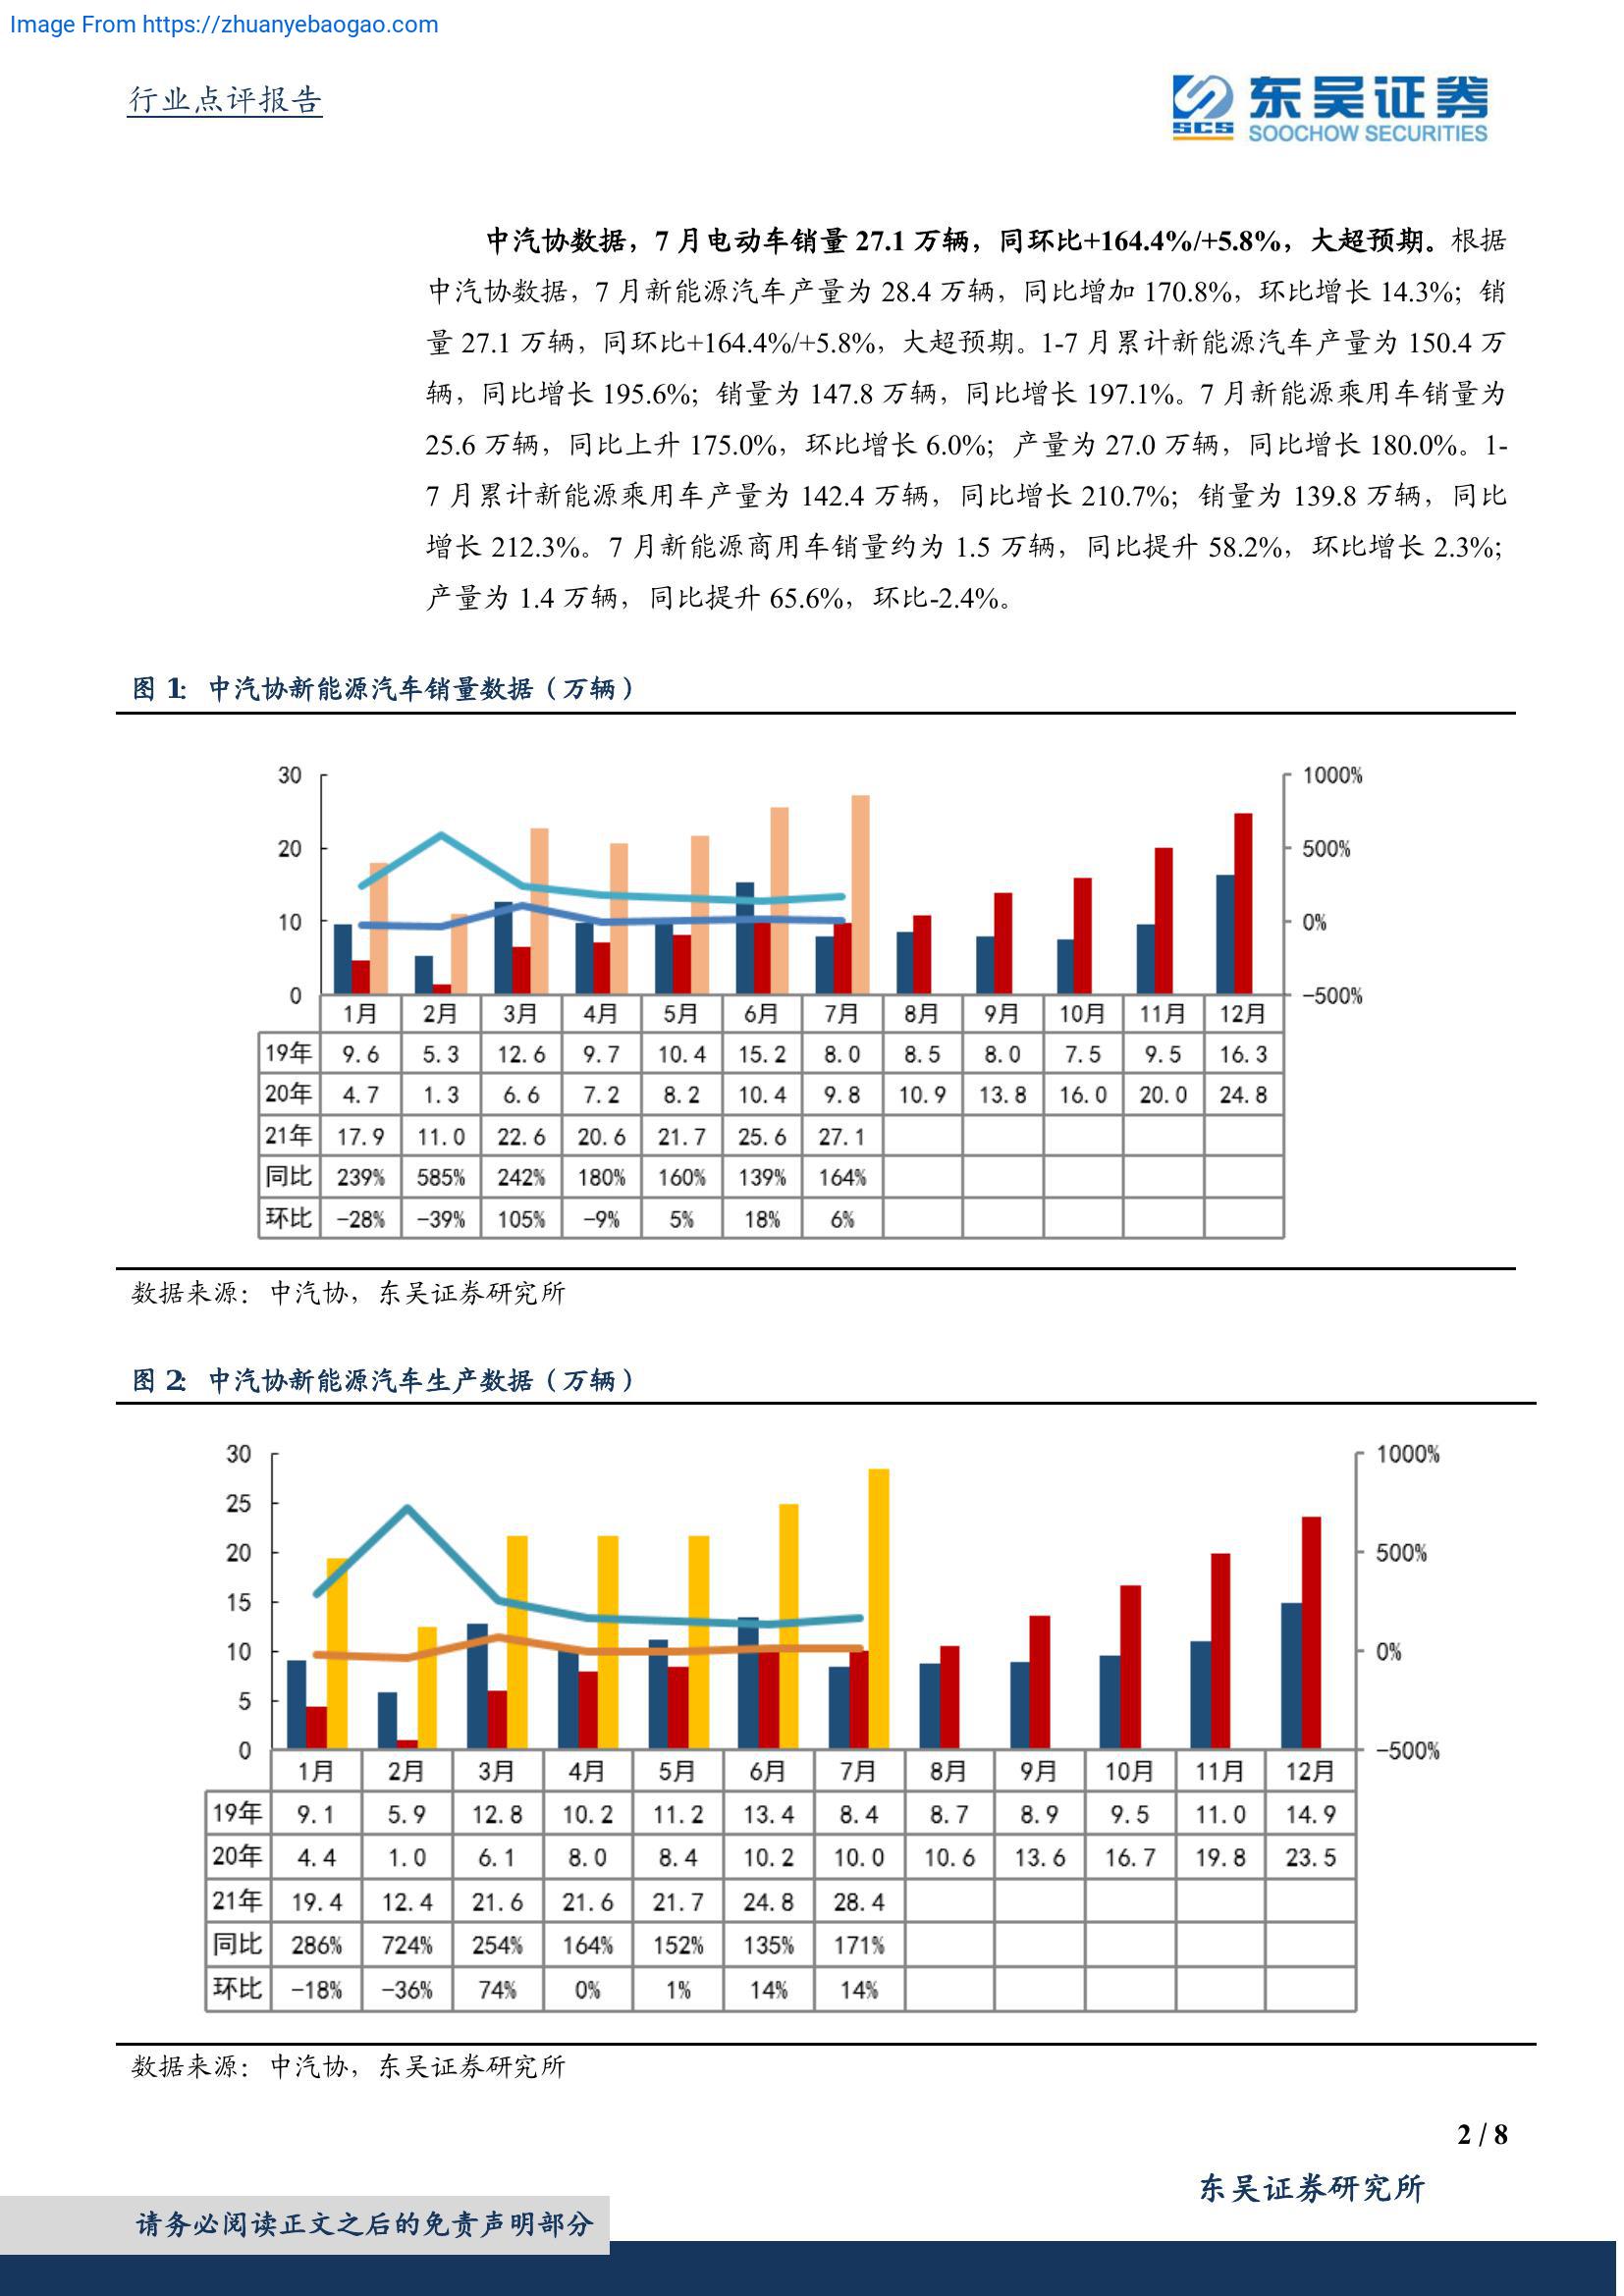 Image From https://zhuanyebaogao.com
行业点评报告
SCS
东吴证券
SOOCHOW SECURITIES
中汽协数据，7 月电动车销量 27.1 万辆，同环比+164.4%/+5.8%，大超预期。根据
中汽协数据，7 月新能源汽车产量为 28.4 万辆，同比增加 170.8%，环比增长 14.3%；销
量 27.1 万辆，同环比+164.4%/+5.8%，大超预期。1-7 月累计新能源汽车产量为 150.4 万
辆，同比增长 195.6%；销量为 147.8 万辆，同比增长 197.1%。7 月新能源乘用车销量为
25.6 万辆，同比上升 175.0%，环比增长 6.0%；产量为 27.0 万辆，同比增长 180.0%。1-
7 月累计新能源乘用车产量为 142.4 万辆，同比增长 210.7%；销量为 139.8 万辆，同比
增长 212.3%。7 月新能源商用车销量约为 1.5 万辆，同比提升 58.2%，环比增长 2.3%；
产量为 1.4 万辆，同比提升 65.6%，环比-2.4%。
图 1：中汽协新能源汽车销量数据（万辆）
30 1000%
20 500%
10 0%
0 -500%
1月 2月 3月 4月 5月 6月 7月 8月 9月 10月 11月 12月
19年 9.6 5.3 12.6 9.7 10.4 15.2 8.0 8.5 8.0 7.5 9.5 16.3
20年 4.7 1.3 6.6 7.2 8.2 10.4 9.8 10.9 13.8 16.0 20.0 24.8
21年 17.9 11.0 22.6 20.6 21.7 25.6 27.1
同比 239% 585% 242% 180% 160% 139% 164%
环比 -28% -39% 105% -9% 5% 18% 6%
数据来源：中汽协，东吴证券研究所
图 2：中汽协新能源汽车生产数据（万辆）
30 1000%
25
20 500%
15
10 0%
5
0 -500%
1月 2月 3月 4月 5月 6月 7月 8月 9月 10月 11月 12月
19年 9.1 5.9 12.8 10.2 11.2 13.4 8.4 8.7 8.9 9.5 11.0 14.9
20年 4.4 1.0 6.1 8.0 8.4 10.2 10.0 10.6 13.6 16.7 19.8 23.5
21年 19.4 12.4 21.6 21.6 21.7 24.8 28.4
同比 286% 724% 254% 164% 152% 135% 171%
环比 -18% -36% 74% 0% 1% 14% 14%
数据来源：中汽协，东吴证券研究所
2 / 8
东吴证券研究所
请务必阅读正文之后的免责声明部分